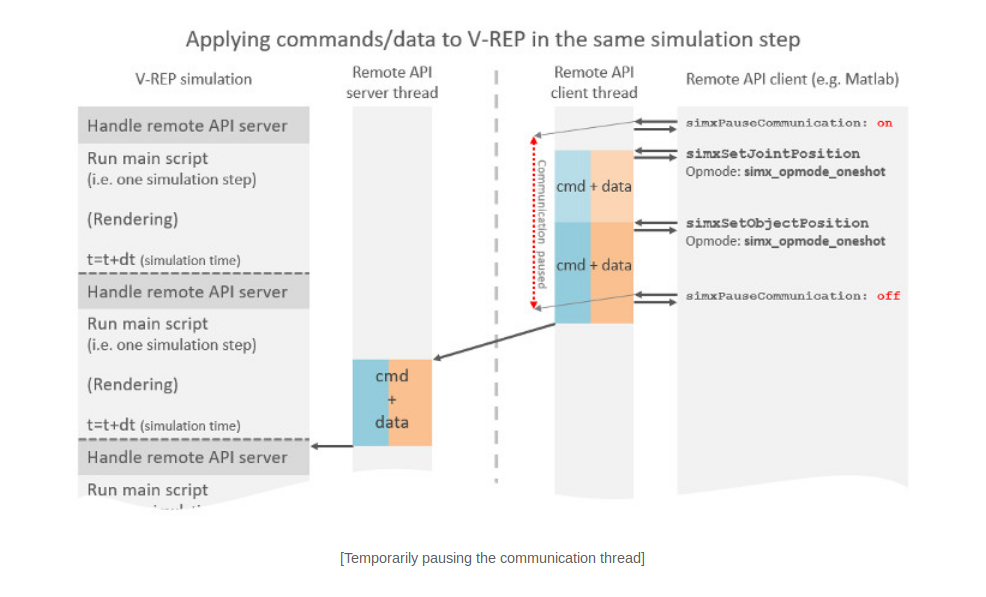 Applying commands/data to V-REP in the same simulation step
V-REP simulation
Remote API
server thread
Remote API
client thread
Remote API client (e.g. Matlab)
Handle remote API server
Run main script
(i.e. one simulation step)
(Rendering)
t=t+dt (simulation time)
Handle remote API server
Run main script
(i.e. one simulation step)
(Rendering)
t=t+dt (simulation time)
Handle remote API server
Run main script
cmd
+
data
Communication paused
cmd + data
cmd + data
simxPauseCommunication: on
simxSetJointPosition
Opmode: simx_opmode_oneshot
simxSetObjectPosition
Opmode: simx_opmode_oneshot
simxPauseCommunication: off
[Temporarily pausing the communication thread]